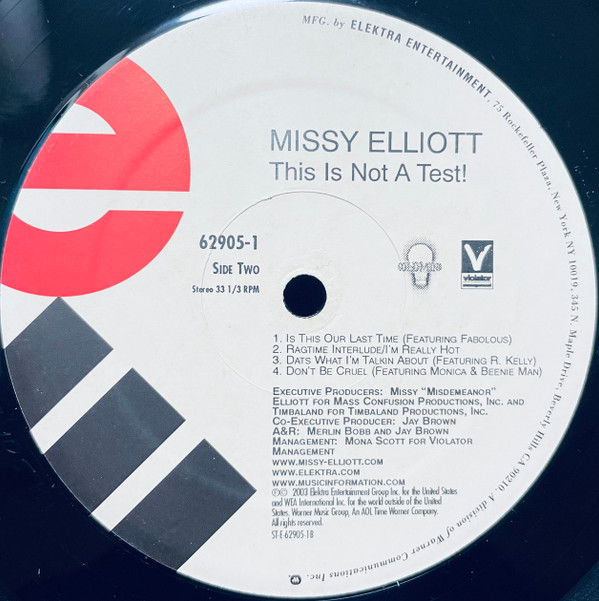 MFG. by ELEKTRA ENTERTAINMENT, 75 Rockefeller Plaza, New York NY 10019, 345 N. Maple Drive, Beverly Hills CA 90210. A division of Warner Communications Inc.
e
MISSY ELLIOTT
This Is Not A Test!
62905-1
SIDE TWO
Stereo 33 1/3 RPM
GOLDMIND
V
violator
1. IS THIS OUR LAST TIME (FEATURING FABOLOUS)
2. RAGTIME INTERLUDE/I'M REALLY HOT
3. DATS WHAT I'M TALKIN ABOUT (FEATURING R. KELLY)
4. DON'T BE CRUEL (FEATURING MONICA & BEENIE MAN)
EXECUTIVE PRODUCERS: MISSY "MISDEMEANOR"
ELLIOTT FOR MASS CONFUSION PRODUCTIONS, INC. AND
TIMBALAND FOR TIMBALAND PRODUCTIONS, INC.
CO-EXECUTIVE PRODUCER: JAY BROWN
A&R: MERLIN BOBB AND JAY BROWN
MANAGEMENT: MONA SCOTT FOR VIOLATOR
MANAGEMENT
WWW.MISSY-ELLIOTT.COM
WWW.ELEKTRA.COM
WWW.MUSICINFORMATION.COM
℗© 2003 Elektra Entertainment Group Inc. for the United States
and WEA International Inc. for the world outside of the United
States. Warner Music Group, An AOL Time Warner Company.
All rights reserved.
ST-E-62905-1B